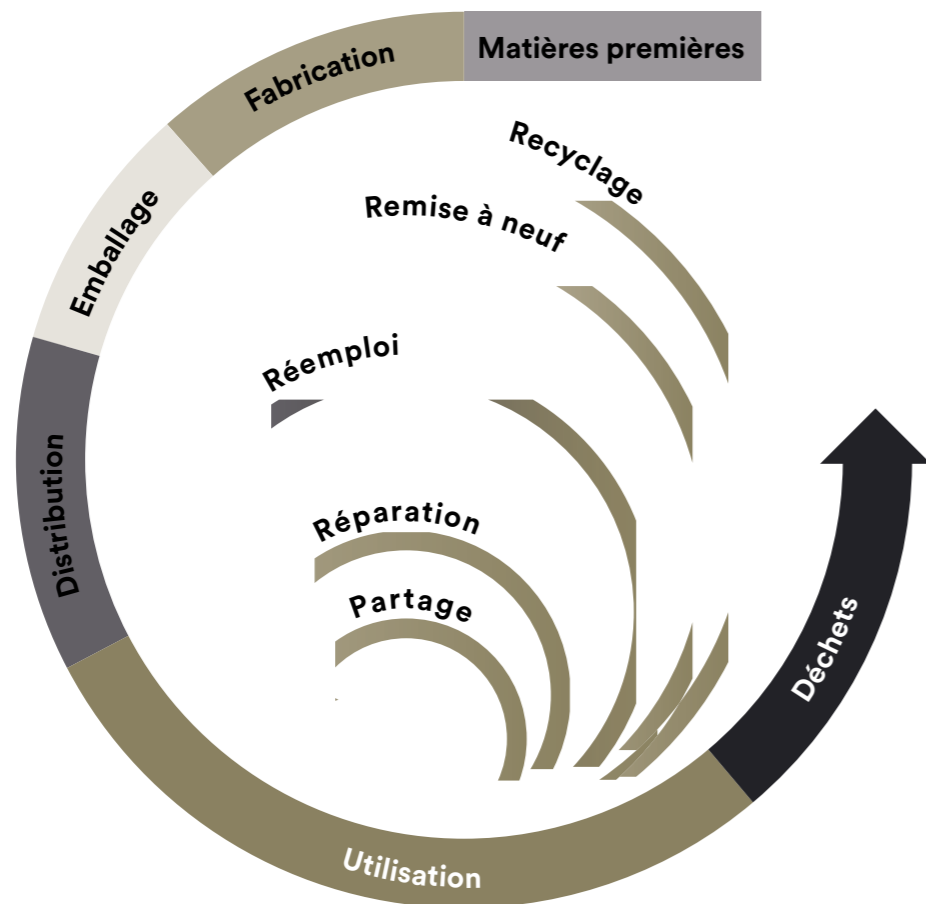 Matières premières
Fabrication
Emballage
Distribution
Utilisation
Déchets
Recyclage
Remise à neuf
Réemploi
Réparation
Partage